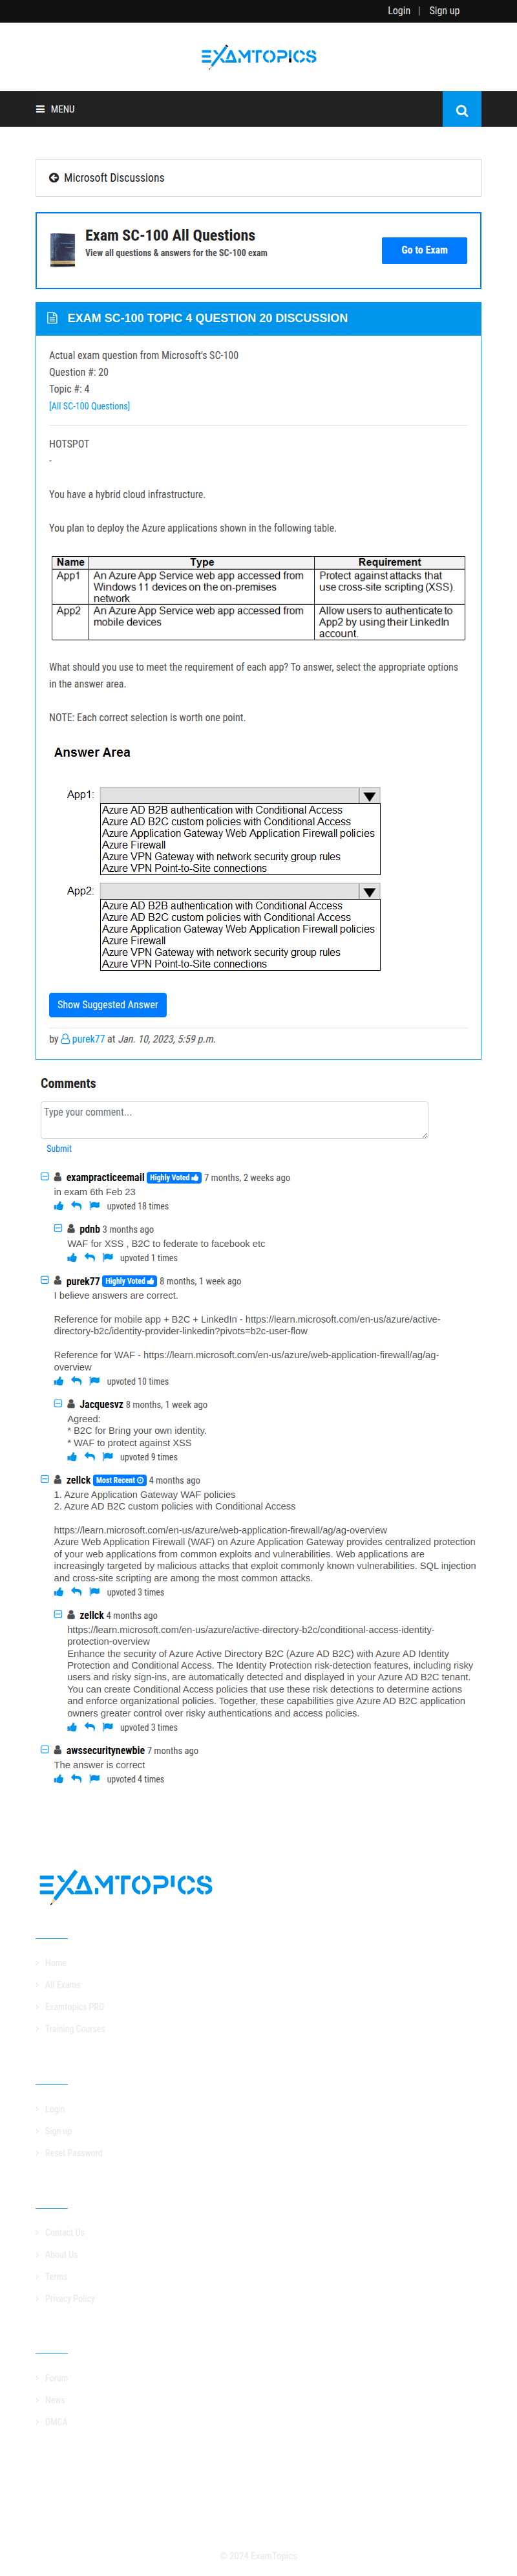 Login | Sign up
EXAMTOPICS
MENU
Microsoft Discussions
Exam SC-100 All Questions
View all questions & answers for the SC-100 exam
Go to Exam
EXAM SC-100 TOPIC 4 QUESTION 20 DISCUSSION
Actual exam question from Microsoft's SC-100
Question #: 20
Topic #: 4
[All SC-100 Questions]
HOTSPOT
-
You have a hybrid cloud infrastructure.
You plan to deploy the Azure applications shown in the following table.
Name Type Requirement
App1 An Azure App Service web app accessed from Protect against attacks that
Windows 11 devices on the on-premises use cross-site scripting (XSS).
network
App2 An Azure App Service web app accessed from Allow users to authenticate to
mobile devices App2 by using their LinkedIn
account.
What should you use to meet the requirement of each app? To answer, select the appropriate options
in the answer area.
NOTE: Each correct selection is worth one point.
Answer Area
App1:
Azure AD B2B authentication with Conditional Access
Azure AD B2C custom policies with Conditional Access
Azure Application Gateway Web Application Firewall policies
Azure Firewall
Azure VPN Gateway with network security group rules
Azure VPN Point-to-Site connections
App2:
Azure AD B2B authentication with Conditional Access
Azure AD B2C custom policies with Conditional Access
Azure Application Gateway Web Application Firewall policies
Azure Firewall
Azure VPN Gateway with network security group rules
Azure VPN Point-to-Site connections
Show Suggested Answer
by purek77 at Jan. 10, 2023, 5:59 p.m.
Comments
Type your comment...
Submit
exampracticeemail Highly Voted 7 months, 2 weeks ago
in exam 6th Feb 23
upvoted 18 times
pdnb 3 months ago
WAF for XSS , B2C to federate to facebook etc
upvoted 1 times
purek77 Highly Voted 8 months, 1 week ago
I believe answers are correct.
Reference for mobile app + B2C + LinkedIn - https://learn.microsoft.com/en-us/azure/active-
directory-b2c/identity-provider-linkedin?pivots=b2c-user-flow
Reference for WAF - https://learn.microsoft.com/en-us/azure/web-application-firewall/ag/ag-
overview
upvoted 10 times
Jacquesvz 8 months, 1 week ago
Agreed:
* B2C for Bring your own identity.
* WAF to protect against XSS
upvoted 9 times
zellck Most Recent 4 months ago
1. Azure Application Gateway WAF policies
2. Azure AD B2C custom policies with Conditional Access
https://learn.microsoft.com/en-us/azure/web-application-firewall/ag/ag-overview
Azure Web Application Firewall (WAF) on Azure Application Gateway provides centralized protection
of your web applications from common exploits and vulnerabilities. Web applications are
increasingly targeted by malicious attacks that exploit commonly known vulnerabilities. SQL injection
and cross-site scripting are among the most common attacks.
upvoted 3 times
zellck 4 months ago
https://learn.microsoft.com/en-us/azure/active-directory-b2c/conditional-access-identity-
protection-overview
Enhance the security of Azure Active Directory B2C (Azure AD B2C) with Azure AD Identity
Protection and Conditional Access. The Identity Protection risk-detection features, including risky
users and risky sign-ins, are automatically detected and displayed in your Azure AD B2C tenant.
You can create Conditional Access policies that use these risk detections to determine actions
and enforce organizational policies. Together, these capabilities give Azure AD B2C application
owners greater control over risky authentications and access policies.
upvoted 3 times
awssecuritynewbie 7 months ago
The answer is correct
upvoted 4 times
EXAMTOPICS
Home
All Exams
Examtopics PRO
Training Courses
Login
Sign up
Reset Password
Contact Us
About Us
Terms
Privacy Policy
Forum
News
DMCA
© 2024 ExamTopics